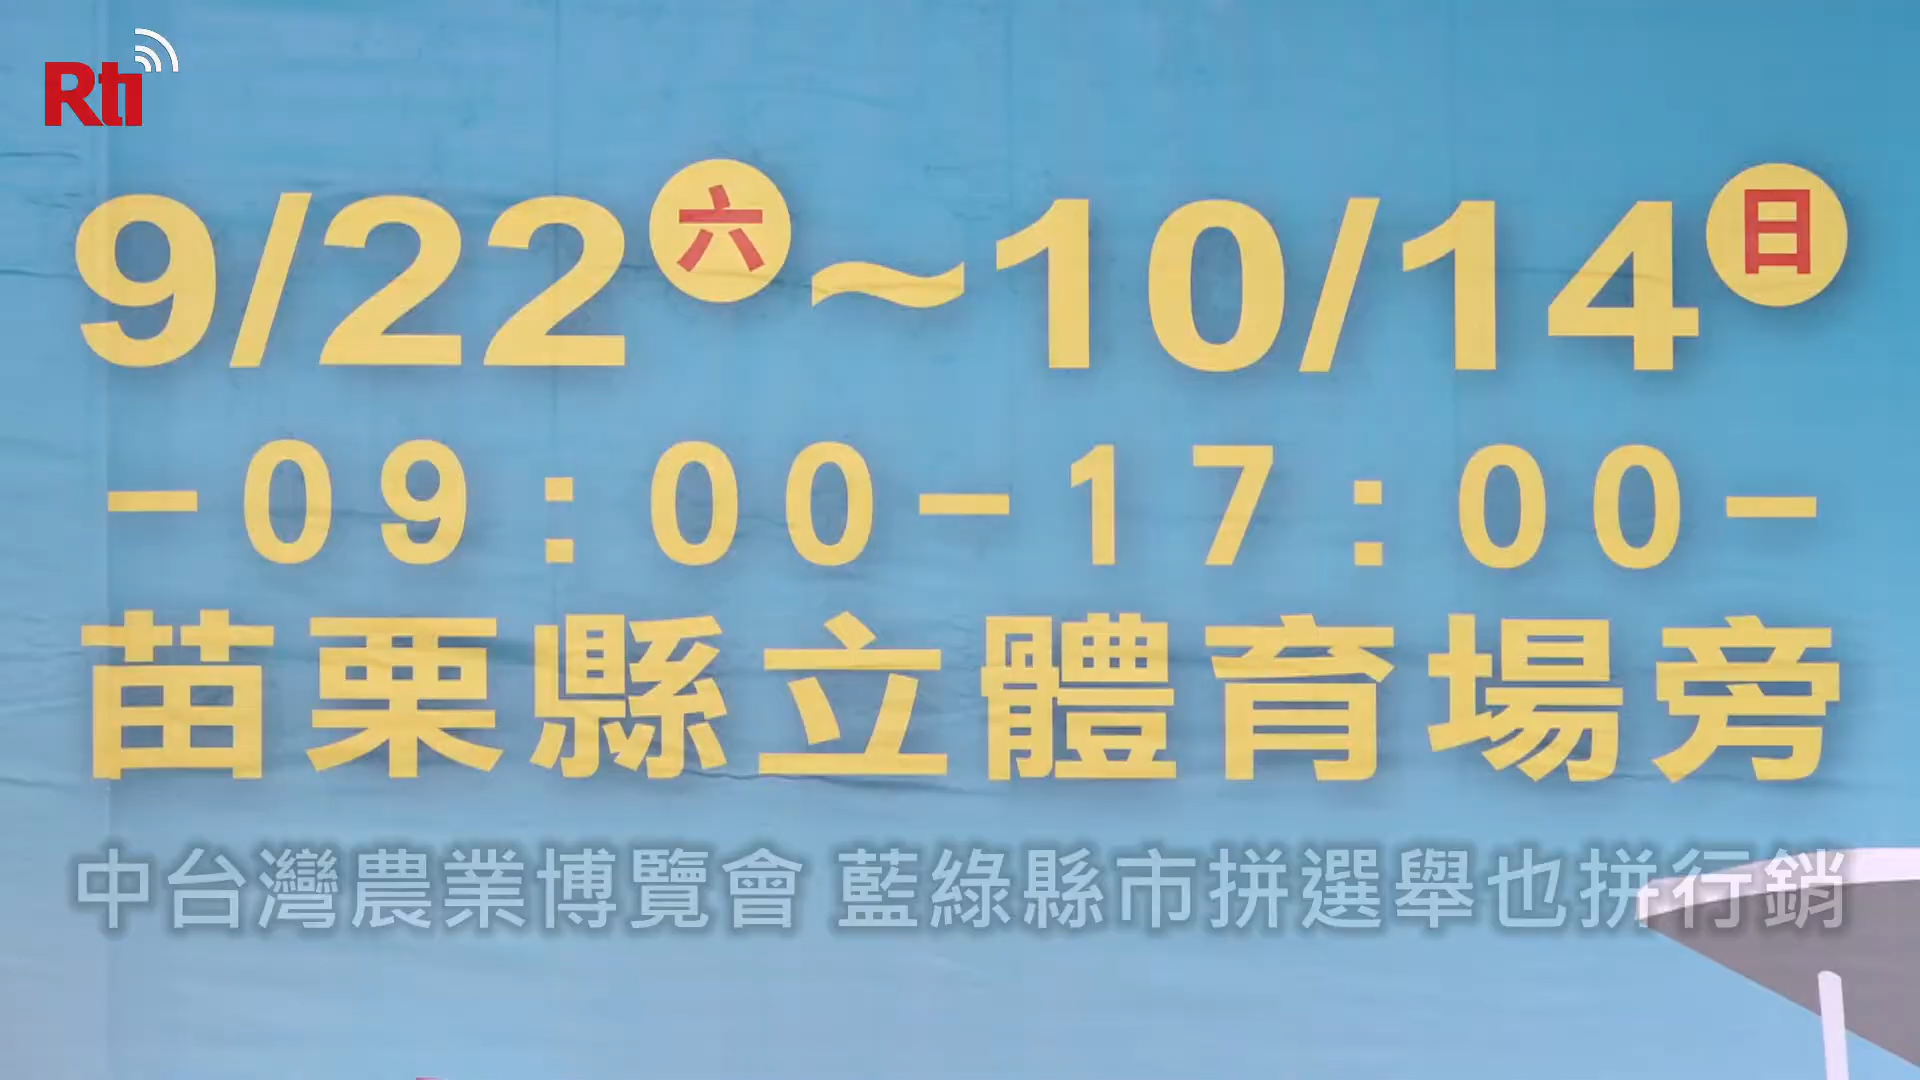 Rti
9/22六~10/14日
-09:00-17:00-
苗栗縣立體育場旁
中台灣農業博覽會 藍綠縣市拼選舉也拼行銷